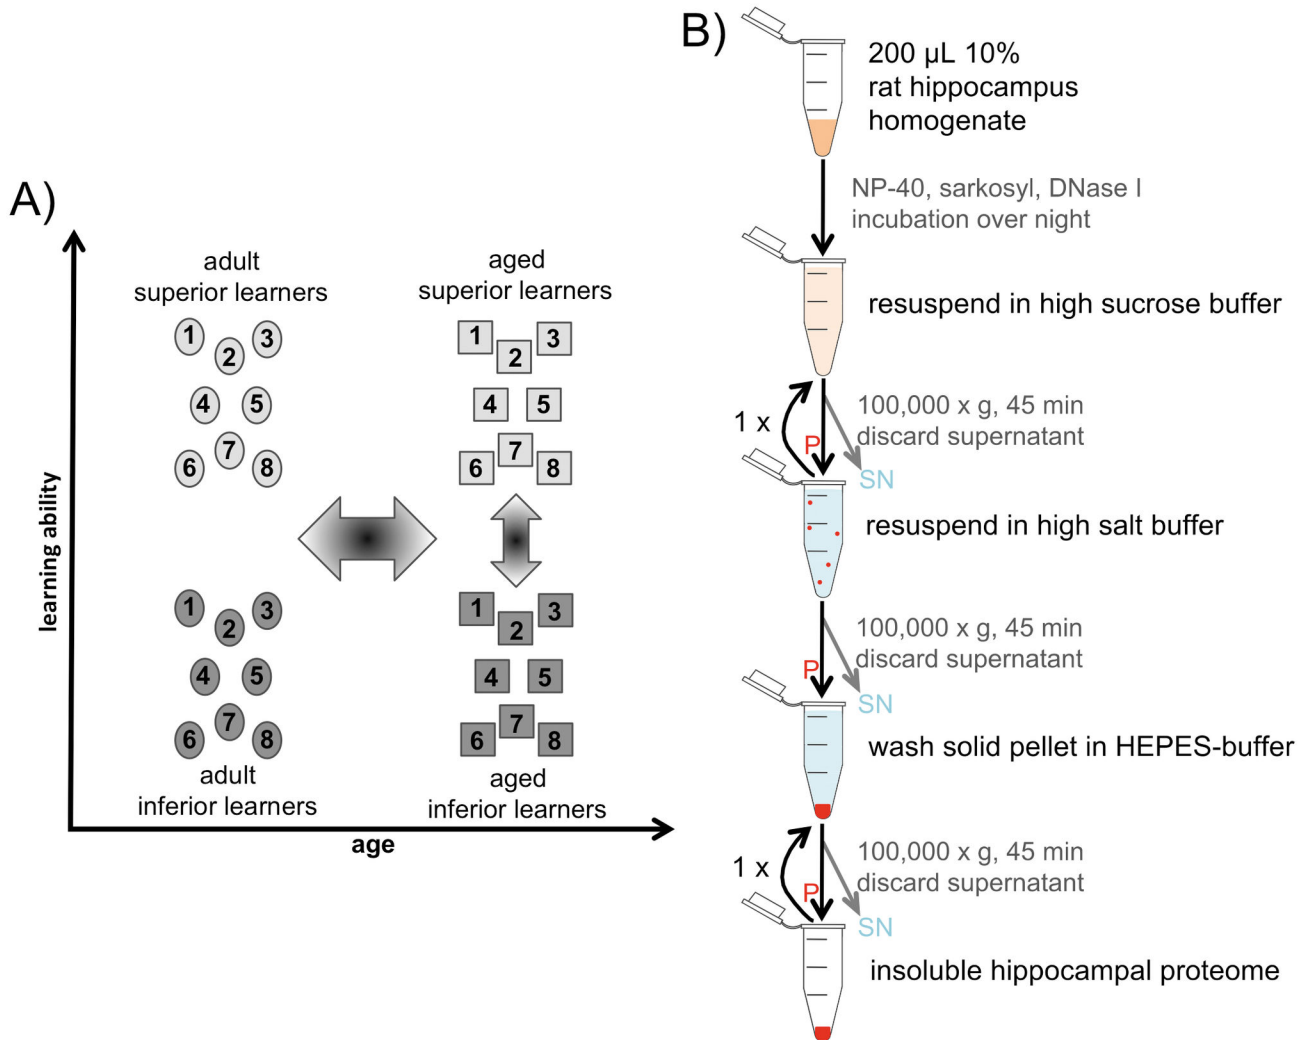 A)
learning ability
adult
superior learners
1
2
3
4
5
6
7
8
aged
superior learners
1
2
3
4
5
6
7
8
1
2
3
4
5
6
7
8
adult
inferior learners
1
2
3
4
5
6
7
8
aged
inferior learners
age
B)
200 µL 10%
rat hippocampus
homogenate
NP-40, sarkosyl, DNase I
incubation over night
resuspend in high sucrose buffer
1 x
100,000 x g, 45 min
discard supernatant
P
SN
resuspend in high salt buffer
100,000 x g, 45 min
discard supernatant
P
SN
wash solid pellet in HEPES-buffer
1 x
100,000 x g, 45 min
discard supernatant
P
SN
insoluble hippocampal proteome